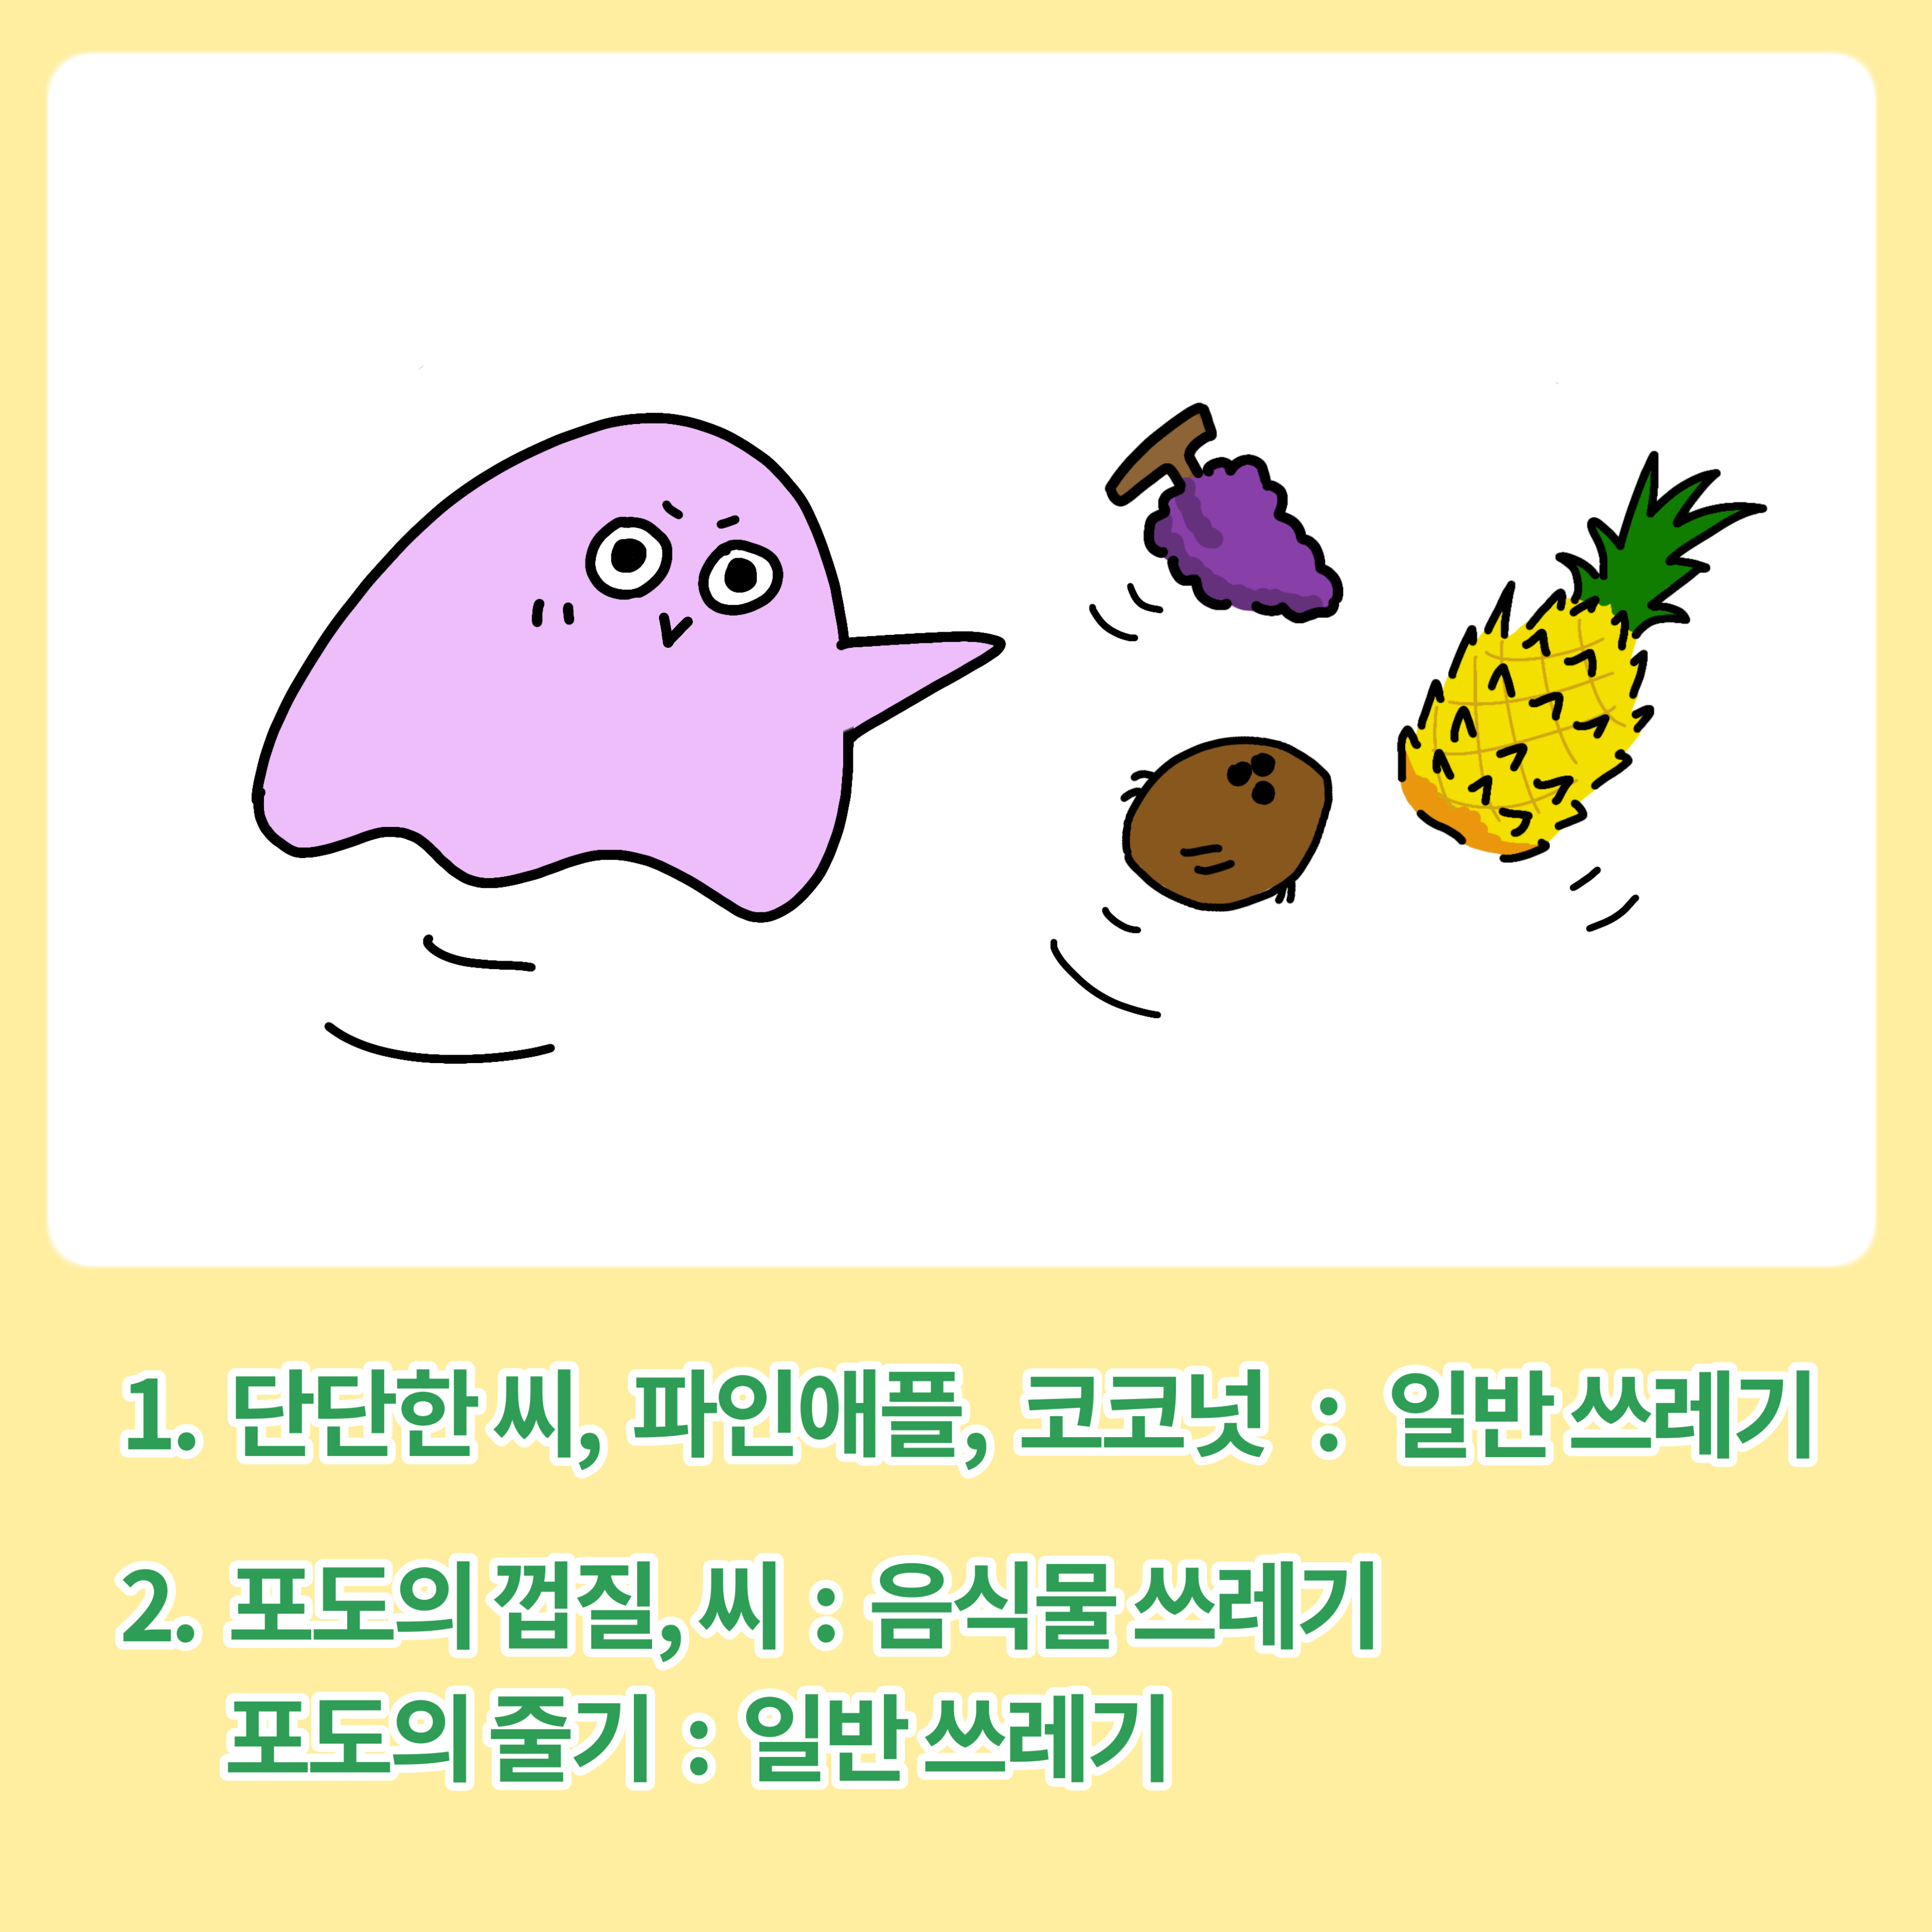 1. 단단한 씨, 파인애플, 코코넛 : 일반 쓰레기
2. 포도의 껍질, 씨 : 음식물 쓰레기
포도의 줄기 : 일반 쓰레기